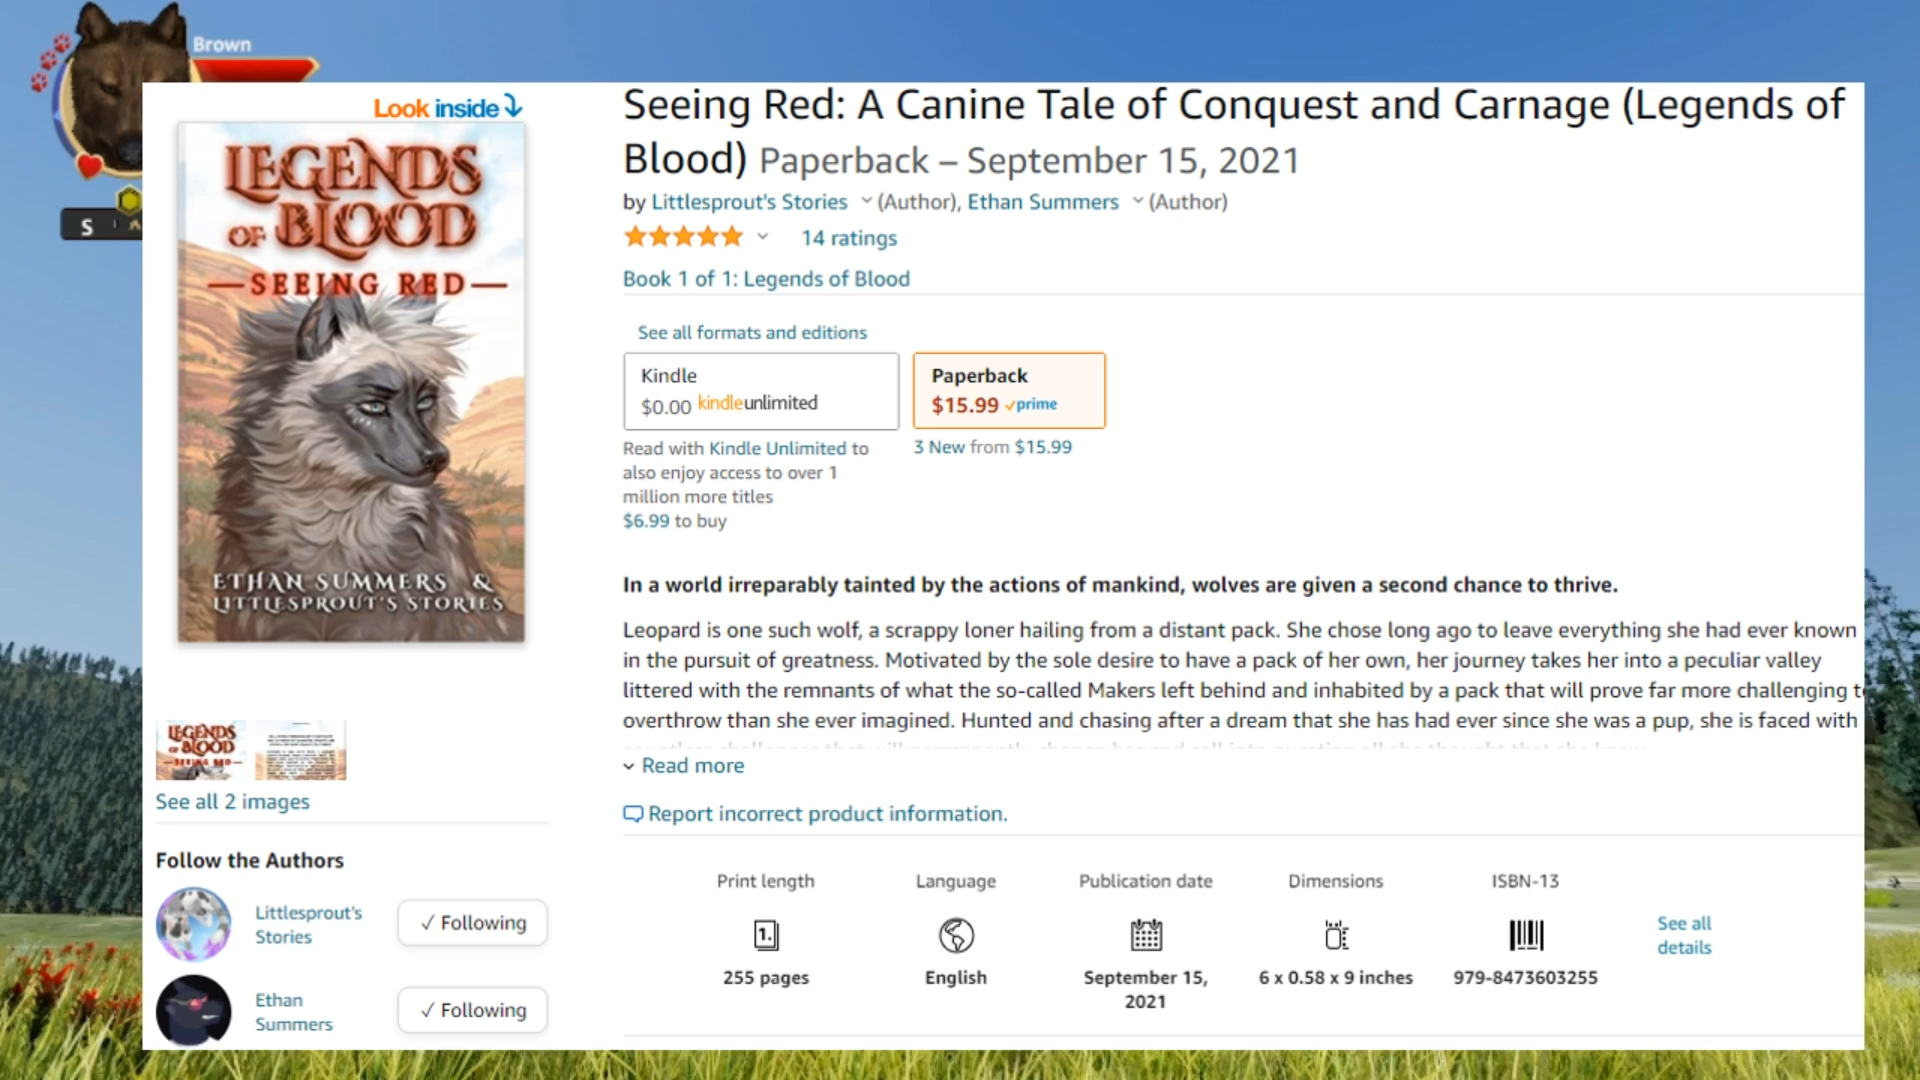 Brown
S
Look inside
LEGENDS
OF BLOOD
—SEEING RED—
ETHAN SUMMERS &
LITTLESPROUT'S STORIES
LEGENDS
OF BLOOD
—SEEING RED—
See all 2 images
Follow the Authors
Littlesprout's
Stories
✓ Following
Ethan
Summers
✓ Following
Seeing Red: A Canine Tale of Conquest and Carnage (Legends of
Blood) Paperback – September 15, 2021
by Littlesprout's Stories (Author), Ethan Summers (Author)
14 ratings
Book 1 of 1: Legends of Blood
See all formats and editions
Kindle
$0.00 kindleunlimited
Read with Kindle Unlimited to
also enjoy access to over 1
million more titles
$6.99 to buy
Paperback
$15.99 ✓prime
3 New from $15.99
In a world irreparably tainted by the actions of mankind, wolves are given a second chance to thrive.
Leopard is one such wolf, a scrappy loner hailing from a distant pack. She chose long ago to leave everything she had ever known
in the pursuit of greatness. Motivated by the sole desire to have a pack of her own, her journey takes her into a peculiar valley
littered with the remnants of what the so-called Makers left behind and inhabited by a pack that will prove far more challenging t
overthrow than she ever imagined. Hunted and chasing after a dream that she has had ever since she was a pup, she is faced with
Read more
Report incorrect product information.
Print length
1.
255 pages
Language
English
Publication date
September 15,
2021
Dimensions
6 x 0.58 x 9 inches
ISBN-13
979-8473603255
See all
details